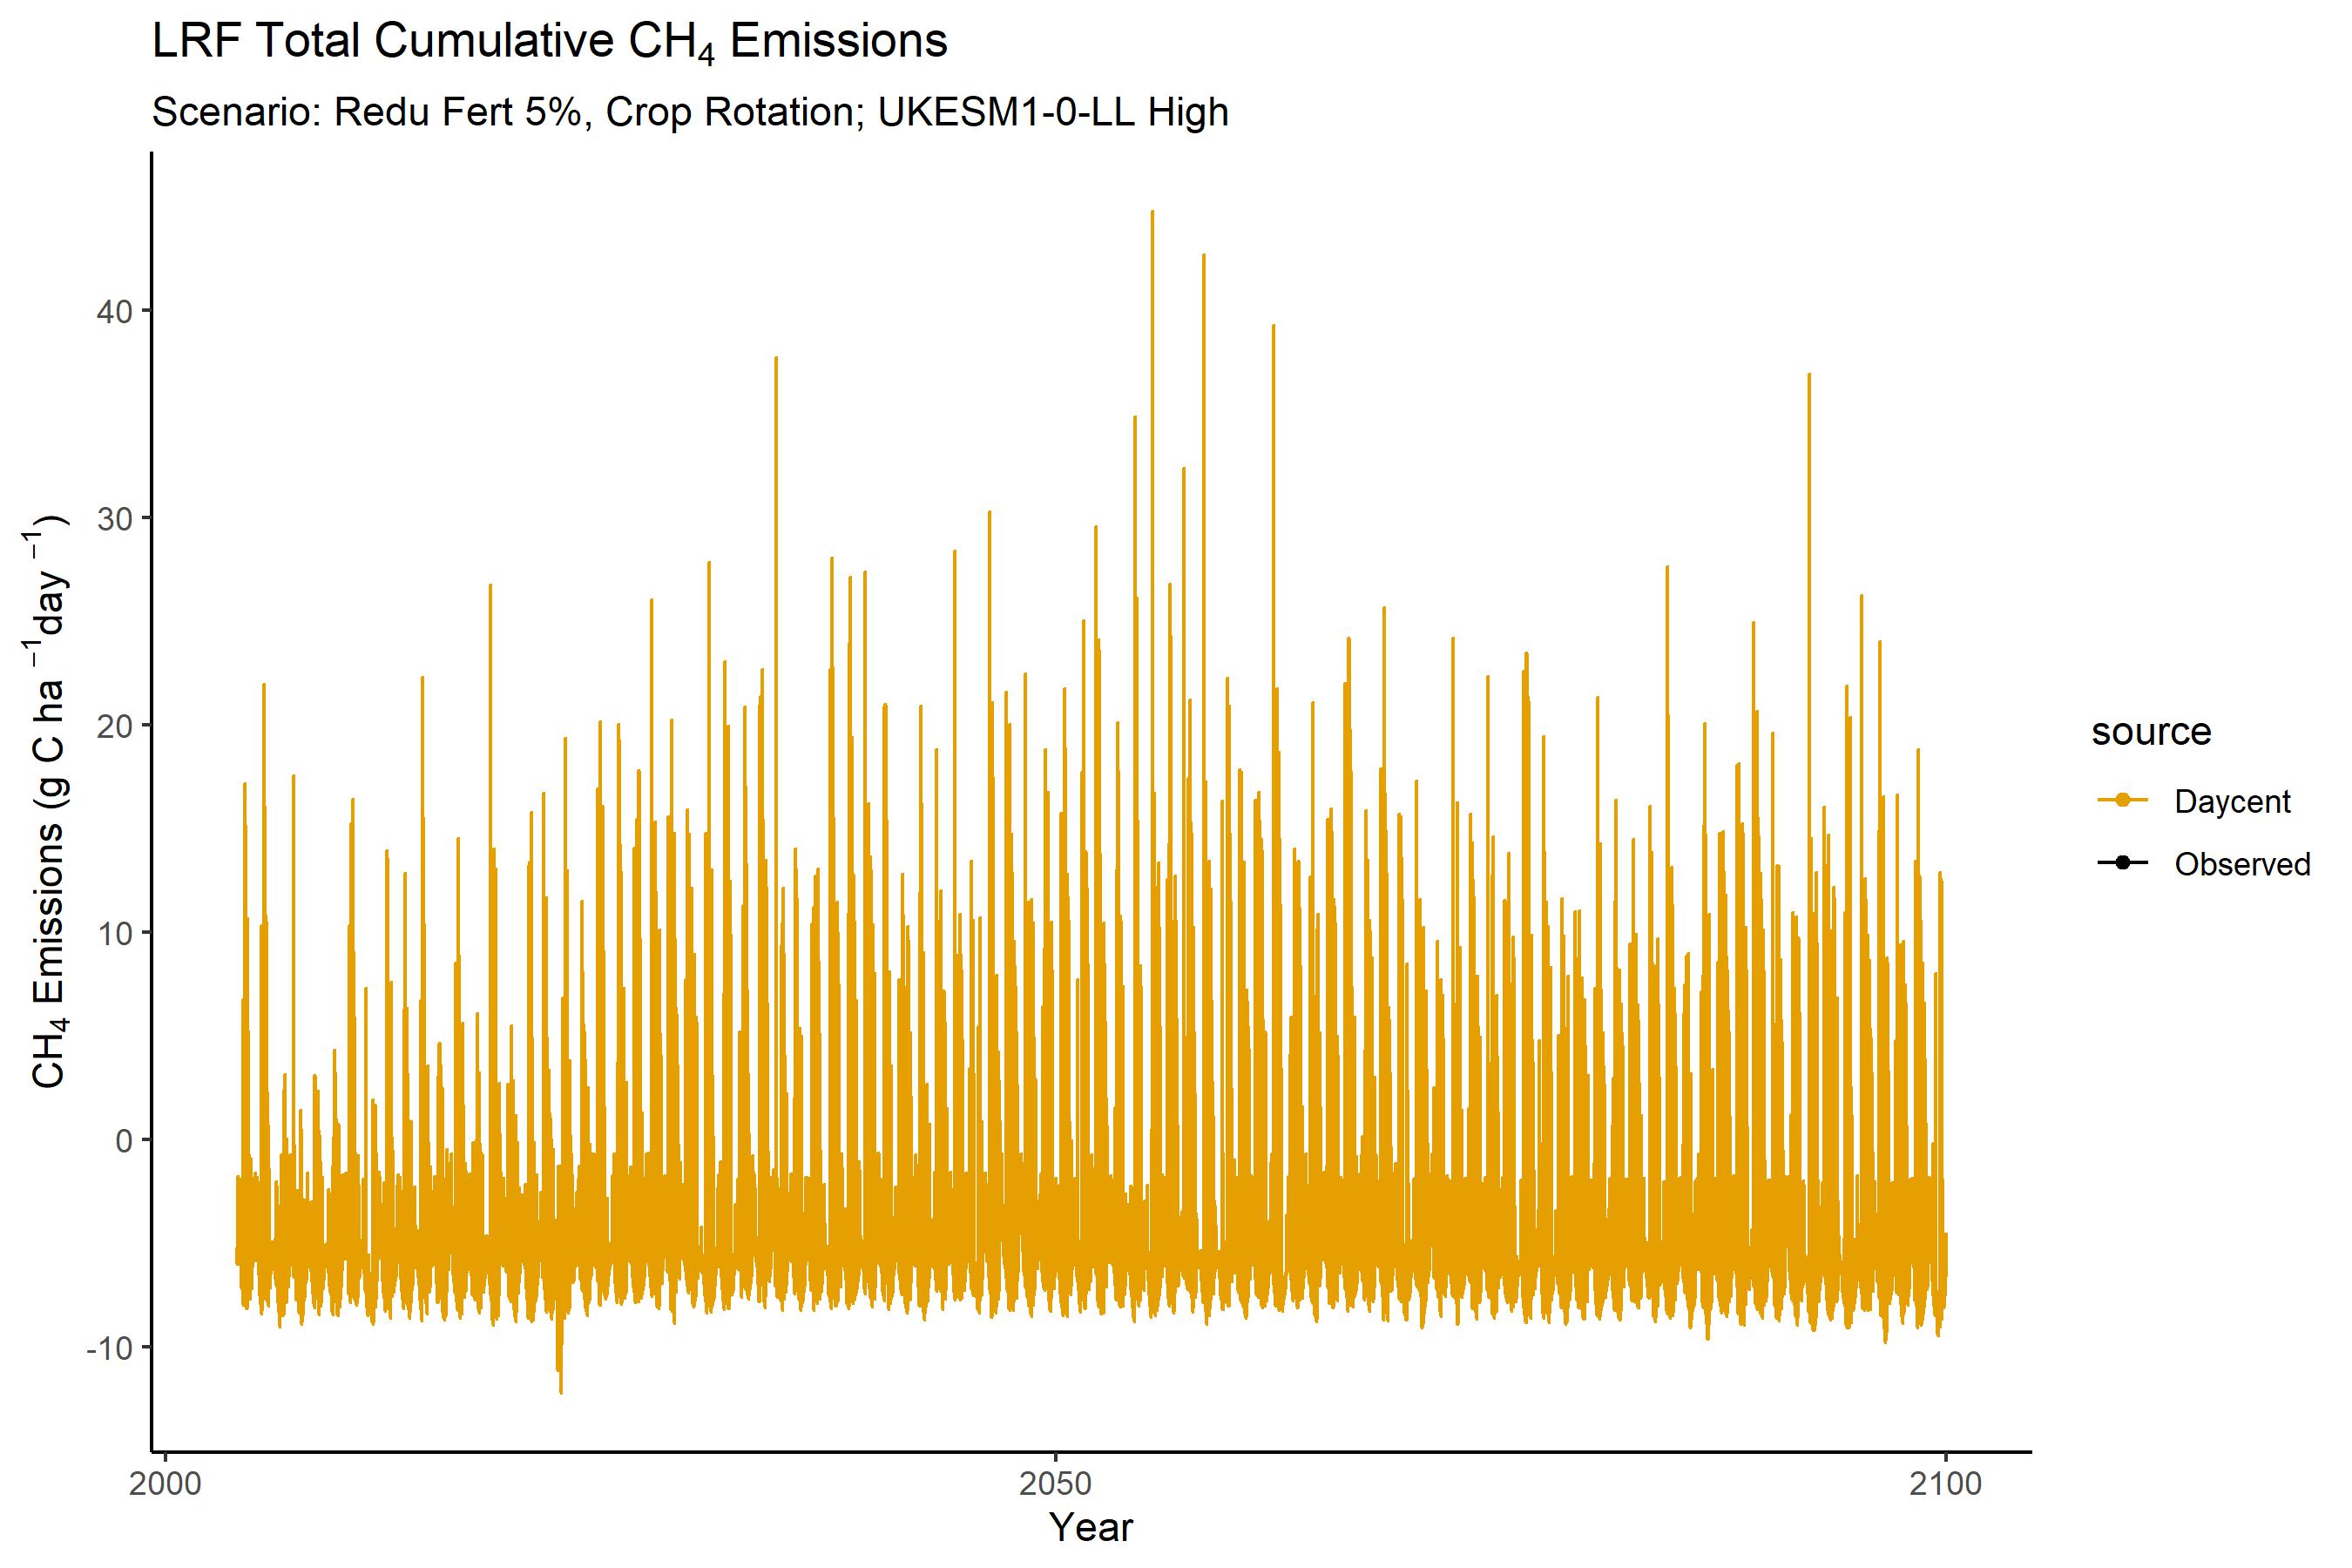 LRF Total Cumulative CH₄ Emissions
Scenario: Redu Fert 5%, Crop Rotation; UKESM1-0-LL High
CH₄ Emissions (g C ha ⁻¹day ⁻¹)
40
30
20
10
0
-10
2000
2050
2100
Year
source
Daycent
Observed